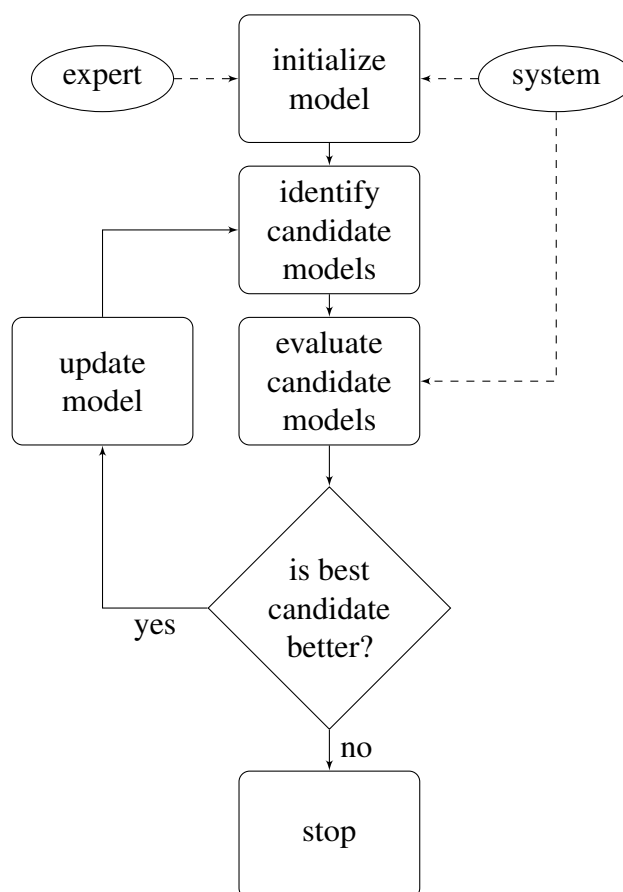 expert
initialize
model
system
identify
candidate
models
update
model
evaluate
candidate
models
is best
candidate
better?
yes
no
stop